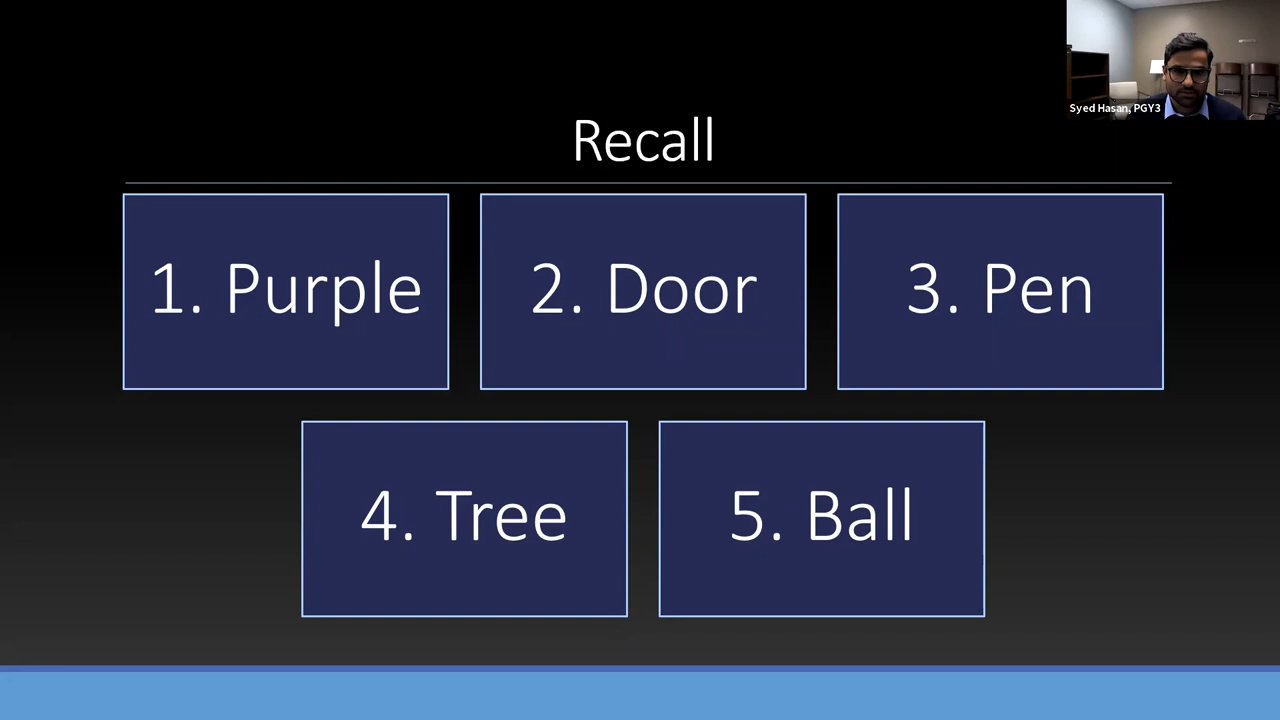 Syed Hasan, PGY3
Recall
1. Purple
2. Door
3. Pen
4. Tree
5. Ball